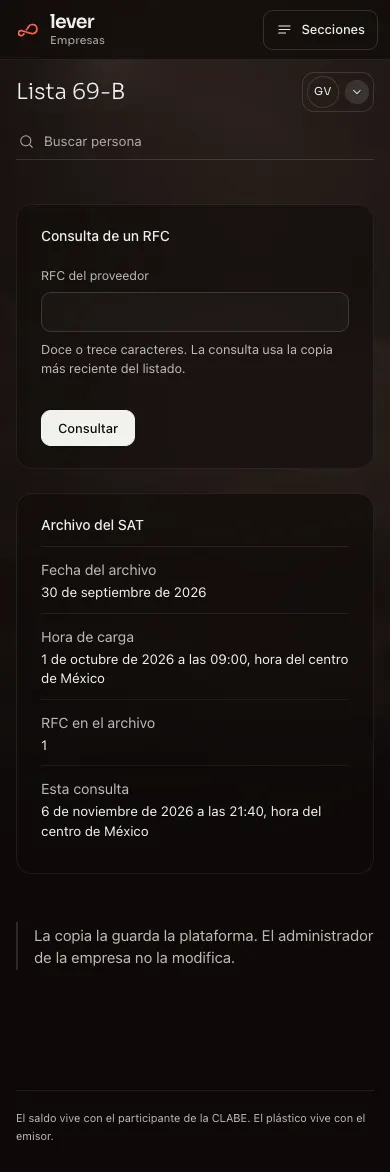 lever
Empresas
Secciones
Lista 69-B
GV
Buscar persona
Consulta de un RFC
RFC del proveedor
Doce o trece caracteres. La consulta usa la copia
más reciente del listado.
Consultar
Archivo del SAT
Fecha del archivo
30 de septiembre de 2026
Hora de carga
1 de octubre de 2026 a las 09:00, hora del centro
de México
RFC en el archivo
1
Esta consulta
6 de noviembre de 2026 a las 21:40, hora del
centro de México
La copia la guarda la plataforma. El administrador
de la empresa no la modifica.
El saldo vive con el participante de la CLABE. El plástico vive con el
emisor.